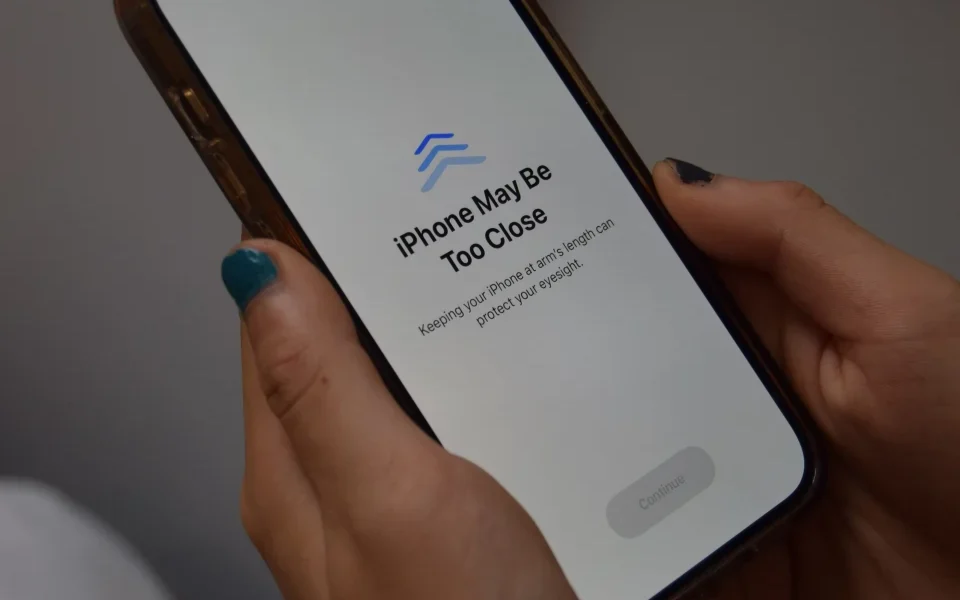 iPhone May Be
Too Close
Keeping your iPhone at arm's length can
protect your eyesight.
Continue